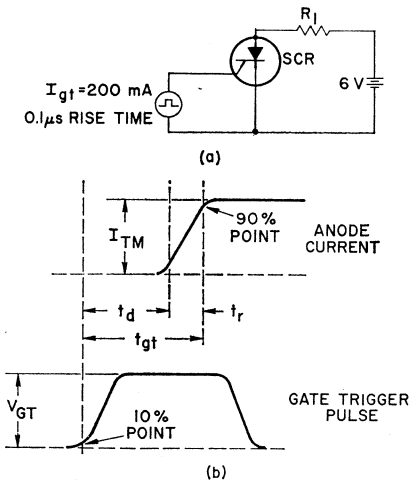 R1
SCR
6 V
Igt = 200 mA
0.1μs RISE TIME
(a)
ITM
90%
POINT
ANODE
CURRENT
td
tr
tgt
VGT
10%
POINT
GATE TRIGGER
PULSE
(b)